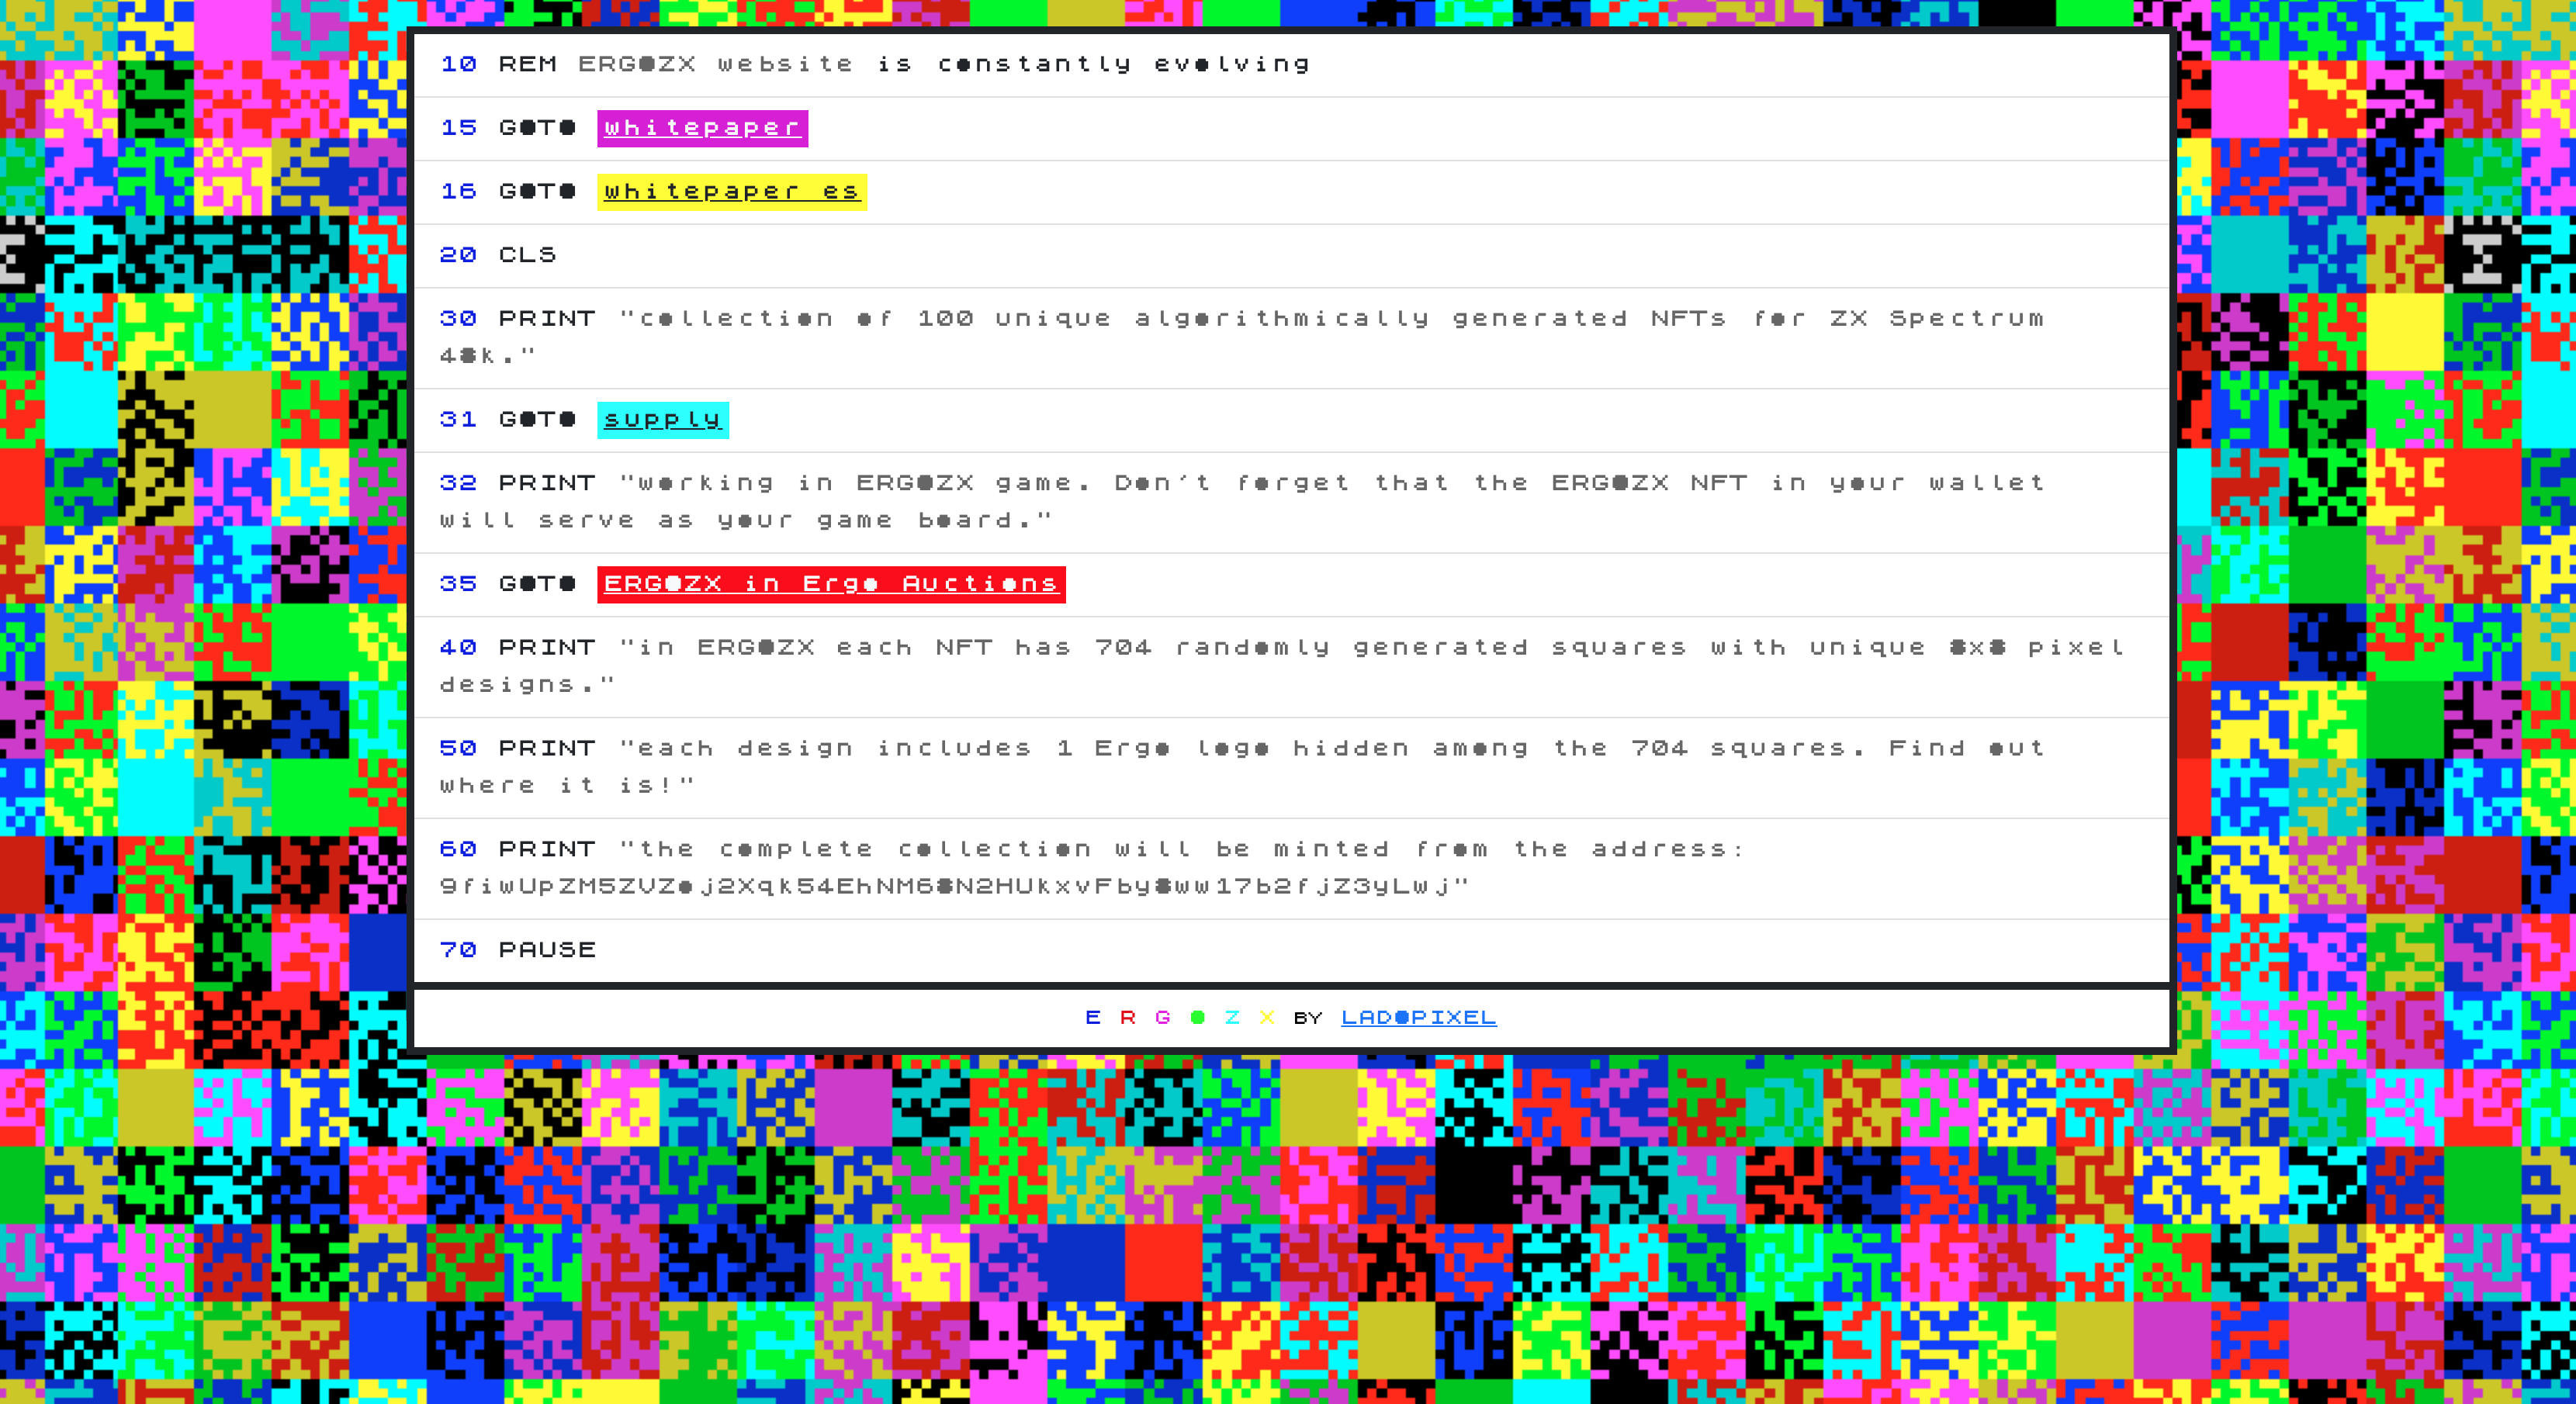 10 REM ERGOZX website is constantly evolving
15 GOTO whitepaper
16 GOTO whitepaper es
20 CLS
30 PRINT "collection of 100 unique algorithmically generated NFTs for ZX Spectrum
48k."
31 GOTO supply
32 PRINT "working in ERGOZX game. Don't forget that the ERGOZX NFT in your wallet
will serve as your game board."
35 GOTO ERGOZX in Ergo Auctions
40 PRINT "in ERGOZX each NFT has 704 randomly generated squares with unique 8x8 pixel
designs."
50 PRINT "each design includes 1 Ergo logo hidden among the 704 squares. Find out
where it is!"
60 PRINT "the complete collection will be minted from the address:
9fiwUpZM5ZVZoj2Xqk54EhNM68N2HUkxvFby8ww17b2fjZ3yLwj"
70 PAUSE
E R G O Z X BY LADOPIXEL